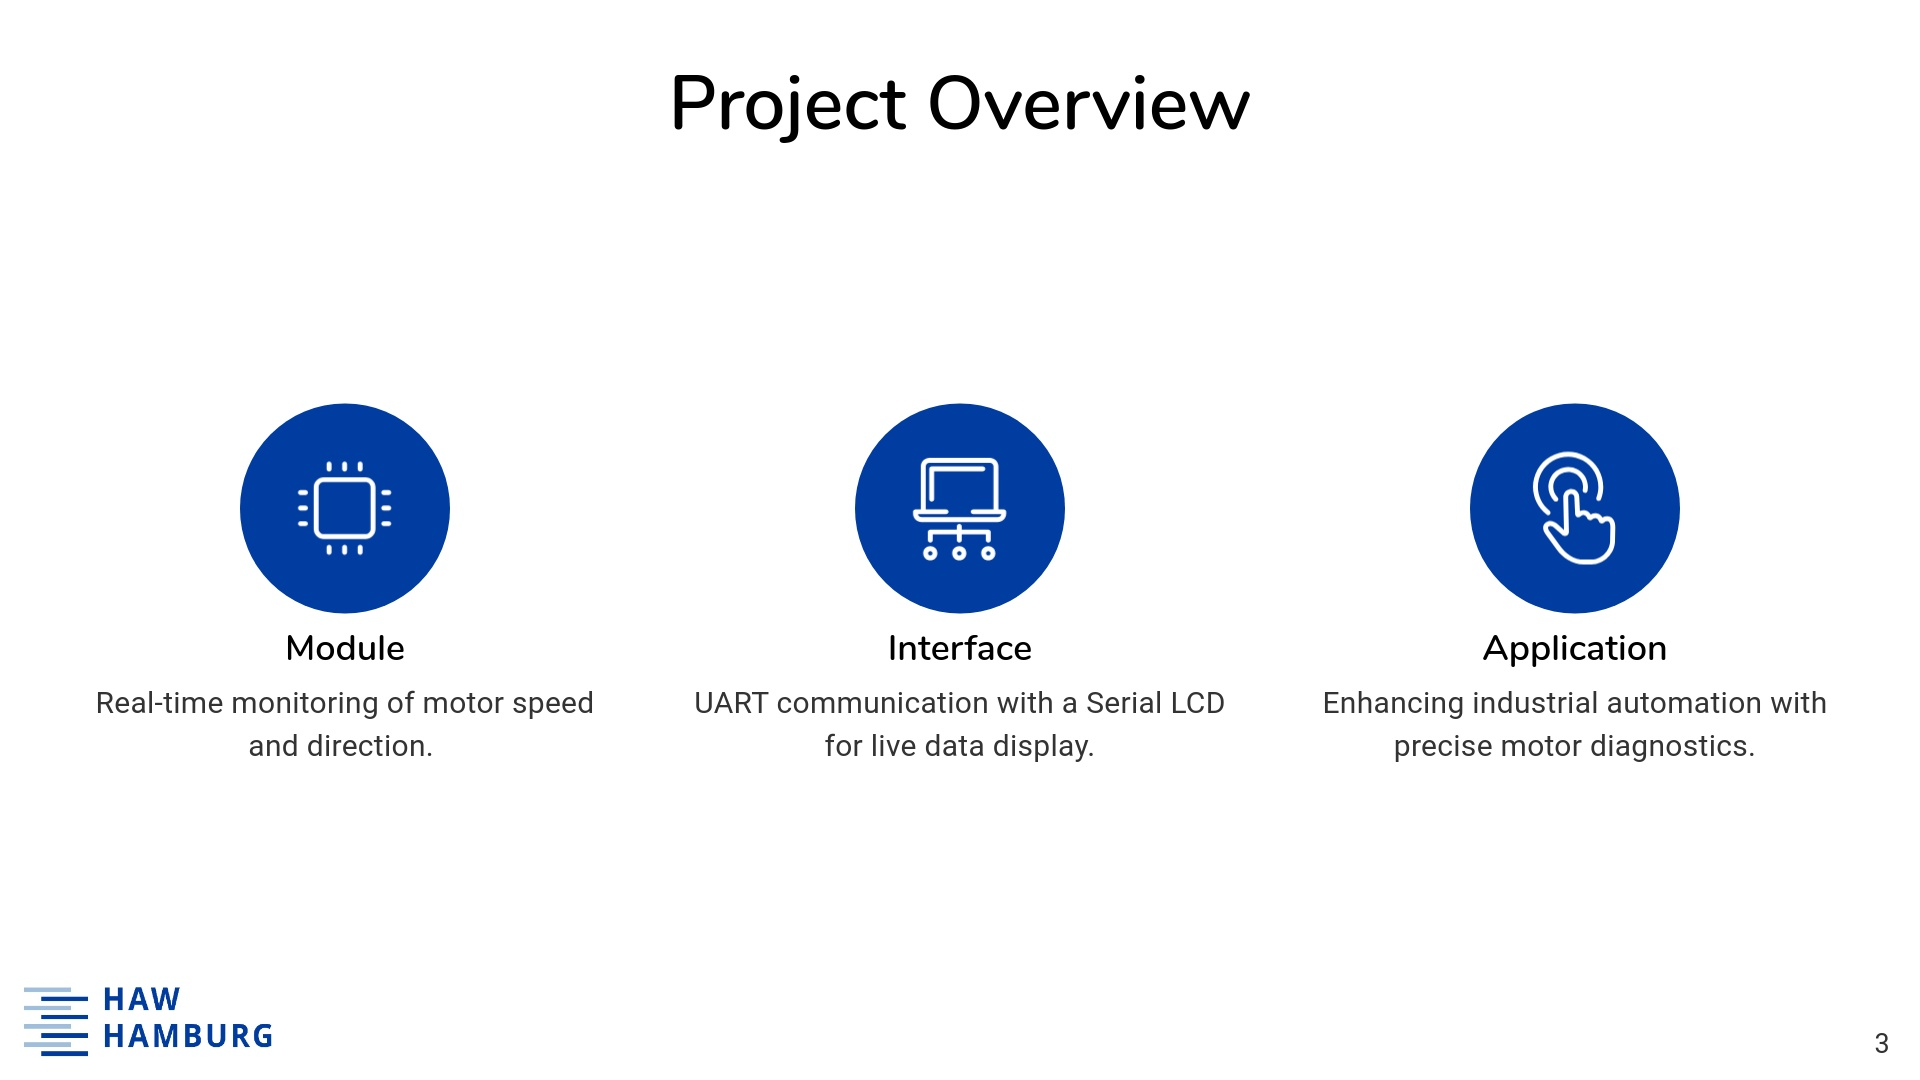 Project Overview
Module
Real-time monitoring of motor speed
and direction.
Interface
UART communication with a Serial LCD
for live data display.
Application
Enhancing industrial automation with
precise motor diagnostics.
HAW
HAMBURG
3